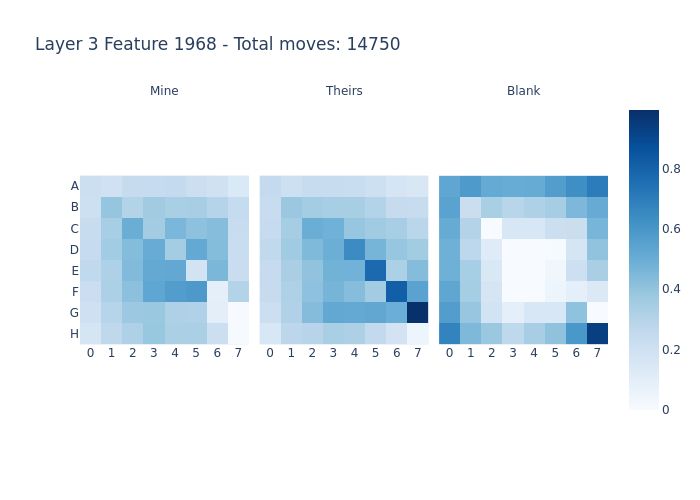 Layer 3 Feature 1968 - Total moves: 14750
Mine Theirs Blank
A
B
C
D
E
F
G
H
0 1 2 3 4 5 6 7 0 1 2 3 4 5 6 7 0 1 2 3 4 5 6 7
0.8
0.6
0.4
0.2
0